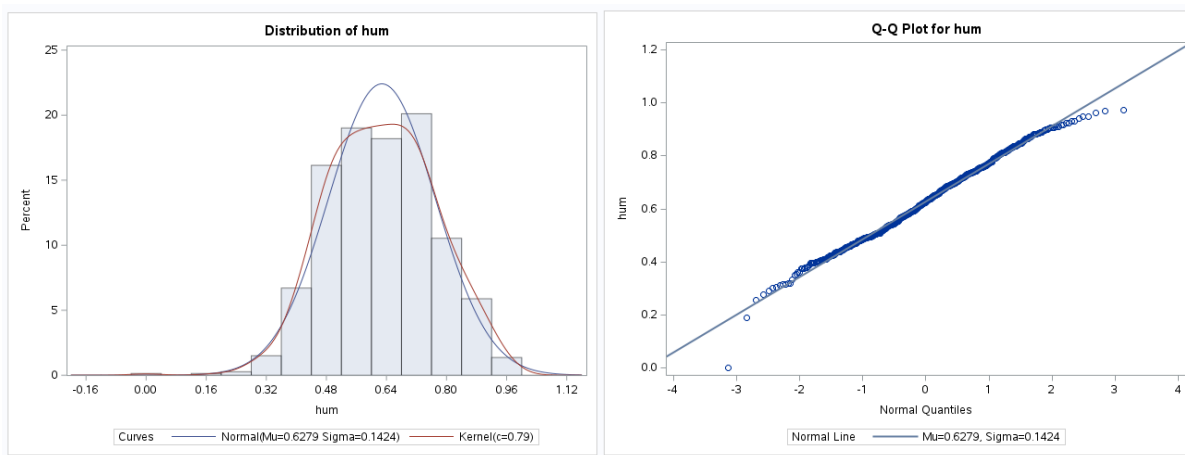 Distribution of hum
25
20
15
10
5
0
Percent
-0.16 0.00 0.16 0.32 0.48 0.64 0.80 0.96 1.12
hum
Curves Normal(Mu=0.6279 Sigma=0.1424) Kernel(c=0.79)
Q-Q Plot for hum
1.2
1.0
0.8
0.6
0.4
0.2
0.0
hum
-4 -3 -2 -1 0 1 2 3 4
Normal Quantiles
Normal Line Mu=0.6279, Sigma=0.1424